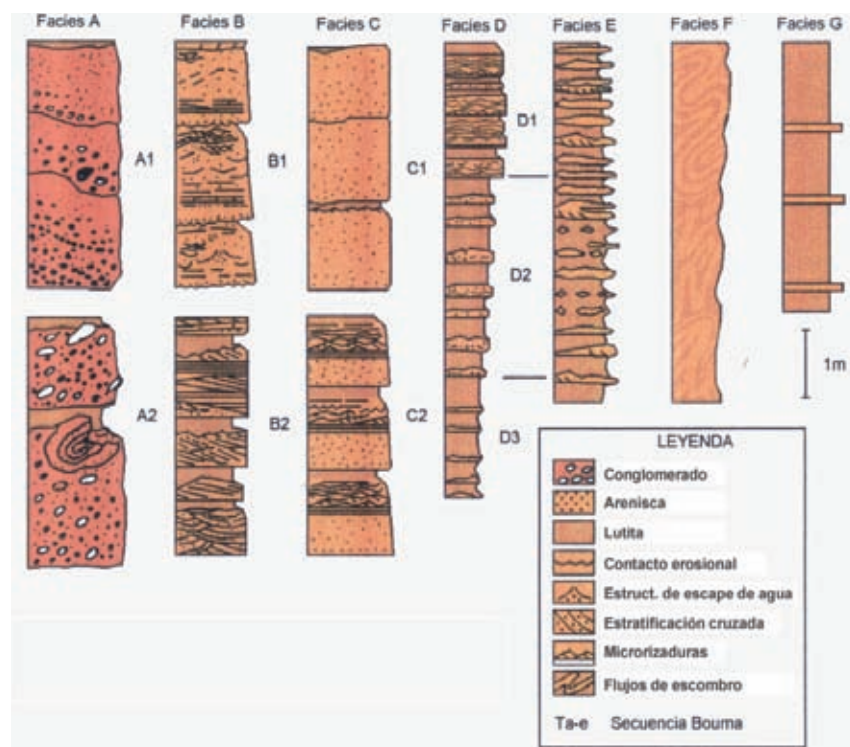 Facies A
Facies B
Facies C
Facies D
Facies E
Facies F
Facies G
A1
B1
C1
D1
D2
1m
A2
B2
C2
D3
LEYENDA
Conglomerado
Arenisca
Lutita
Contacto erosional
Estruct. de escape de agua
Estratificación cruzada
Microrizaduras
Flujos de escombro
Ta-e Secuencia Bouma